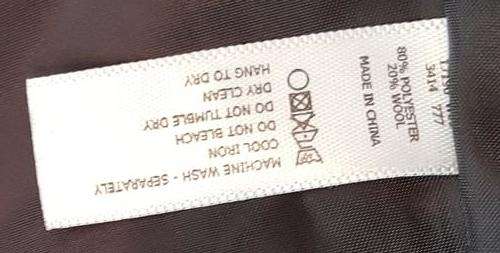 3414 777
80% POLYESTER
20% WOOL
MADE IN CHINA
MACHINE WASH - SEPARATELY
COOL IRON
DO NOT BLEACH
DO NOT TUMBLE DRY
DRY CLEAN
HANG TO DRY